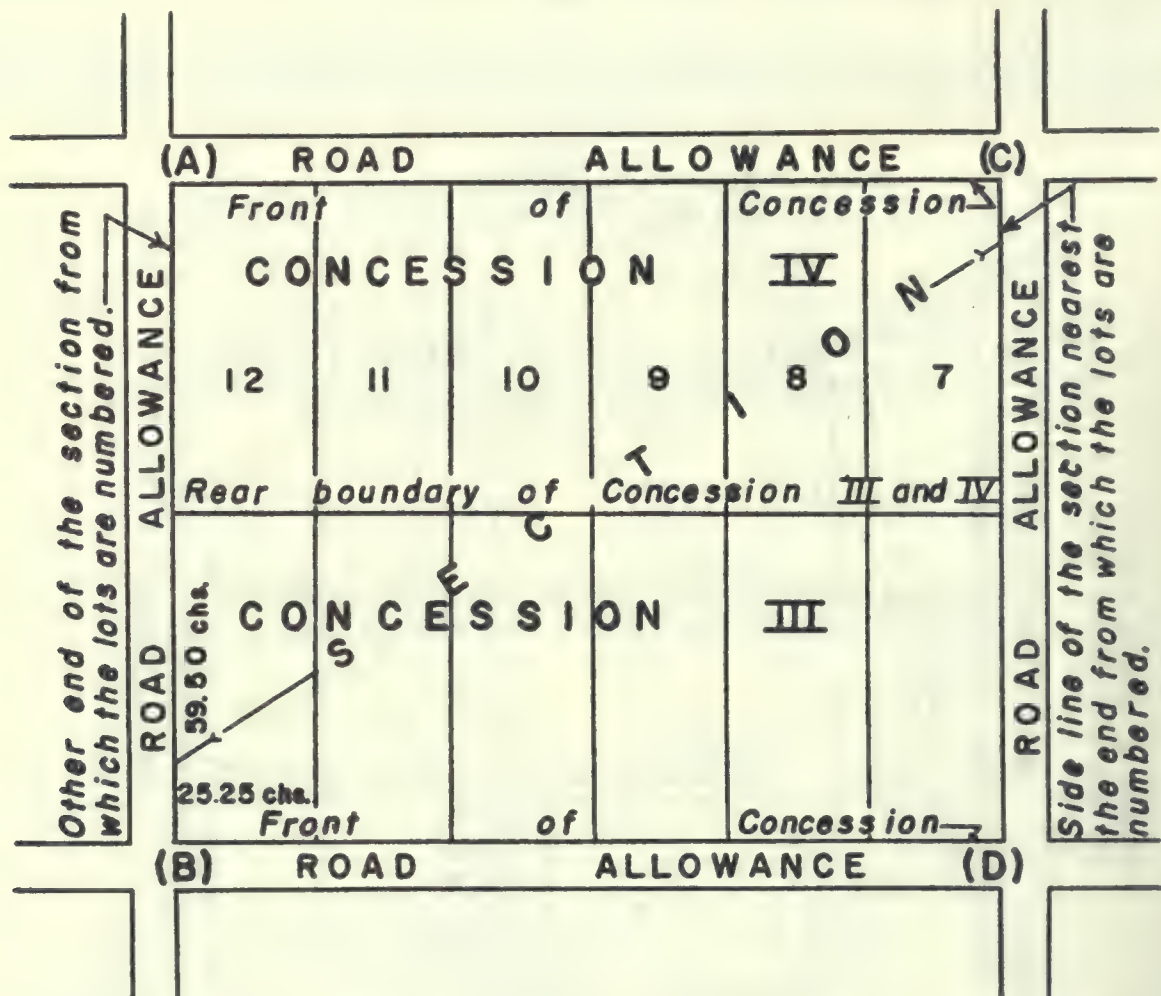 (A) ROAD ALLOWANCE (C)
Front of Concession
CONCESSION IV
12 11 10 9 8 7
Rear boundary of Concession III and IV
SECTION
CONCESSION III
59.50 chs.
25.25 chs.
Front of Concession
(B) ROAD ALLOWANCE (D)
Other end of the section from
which the lots are numbered.
ROAD ALLOWANCE
ROAD ALLOWANCE
Side line of the section nearest
the end from which the lots are
numbered.